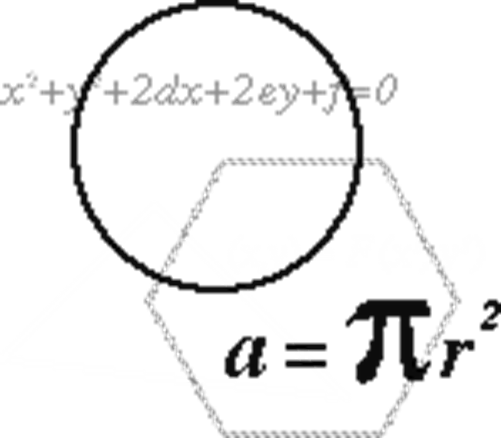 x²+y²+2dx+2ey+f=0
a = πr²